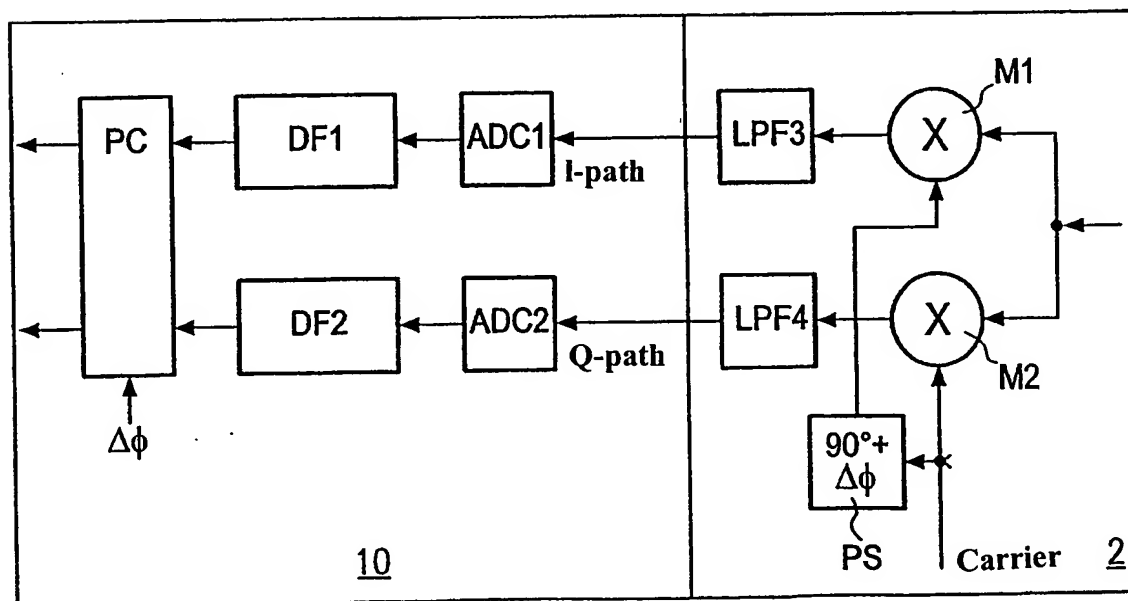 M1
PC
DF1
ADC1
LPF3
X
I-path
DF2
ADC2
LPF4
X
Q-path
M2
Δϕ
90°+
Δϕ
PS
Carrier
10
2